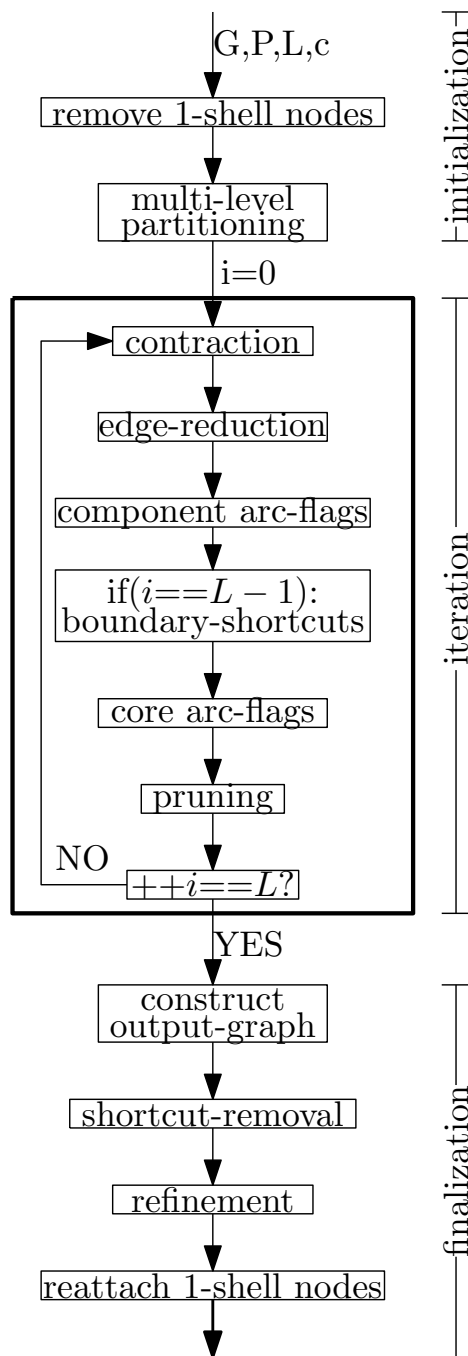 G,P,L,c
remove 1-shell nodes
multi-level
partitioning
initialization
i=0
contraction
edge-reduction
component arc-flags
if(i==L − 1):
boundary-shortcuts
core arc-flags
pruning
NO
++i==L?
iteration
YES
construct
output-graph
shortcut-removal
refinement
reattach 1-shell nodes
finalization